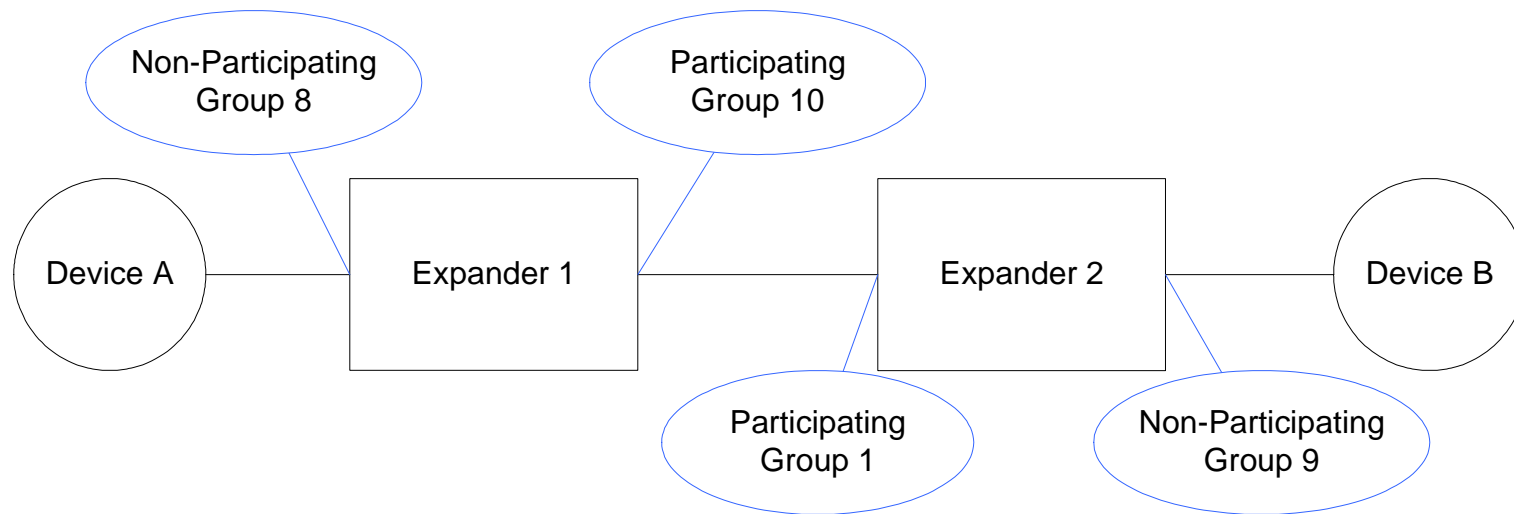 Non-Participating
Group 8
Participating
Group 10
Device A
Expander 1
Expander 2
Device B
Participating
Group 1
Non-Participating
Group 9